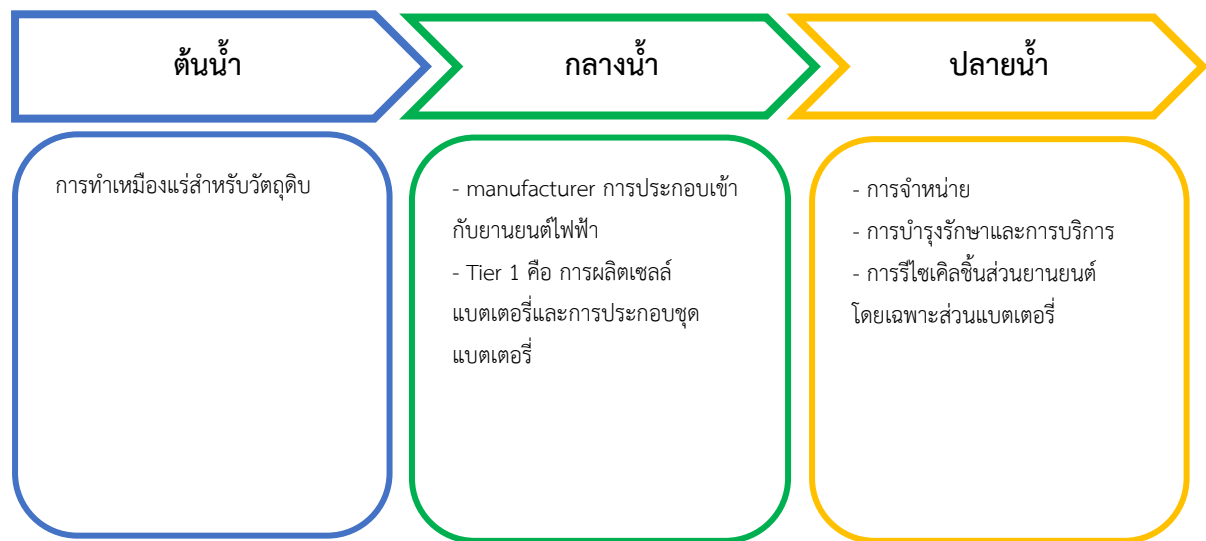 ต้นน้ำ
กลางน้ำ
ปลายน้ำ
การทำเหมืองแร่สำหรับวัตถุดิบ
- manufacturer การประกอบเข้า
กับยานยนต์ไฟฟ้า
- Tier 1 คือ การผลิตเซลล์
แบตเตอรี่และการประกอบชุด
แบตเตอรี่
- การจำหน่าย
- การบำรุงรักษาและการบริการ
- การรีไซเคิลชิ้นส่วนยานยนต์
โดยเฉพาะส่วนแบตเตอรี่